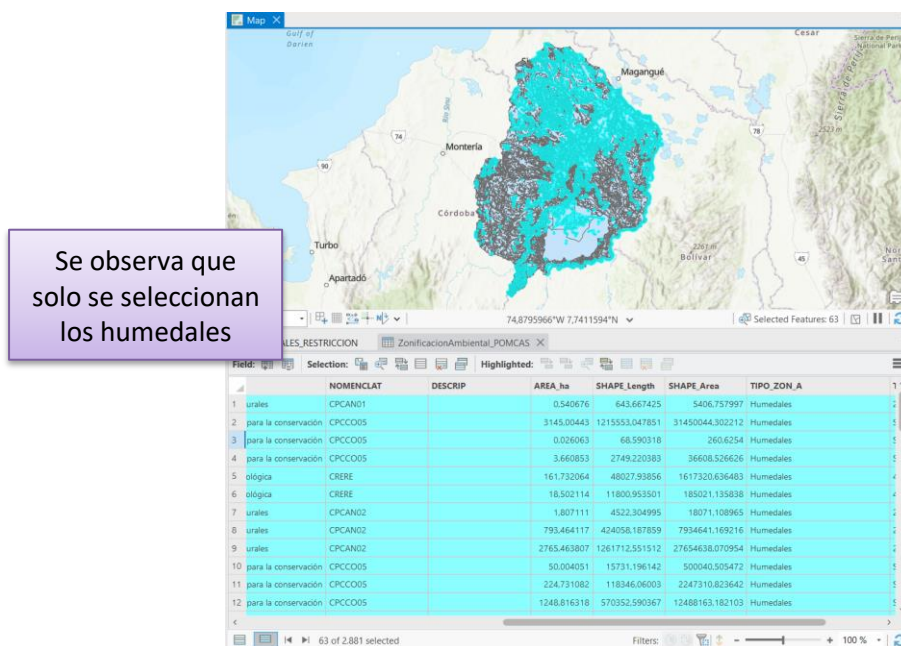 Map
Gulf of
Darien
Cesar
Sierra de Perijá
National Park
Magangué
Río Sinú
74
Montería
78
2523 m
90
Córdoba
Turbo
2261 m
Bolívar
45
Nor
Sant
Apartadó
Se observa que
solo se seleccionan
los humedales
74,8795966°W 7,7411594°N
Selected Features: 63
ALES_RESTRICCION
ZonificacionAmbiental_POMCAS
Field:
Selection:
Highlighted:
NOMENCLAT DESCRIP AREA_ha SHAPE_Length SHAPE_Area TIPO_ZON_A
1 urales CPCAN01 0,540676 643,667425 5406,757997 Humedales
2 para la conservación CPCCO05 3145,00443 1215553,047851 31450044,302212 Humedales
3 para la conservación CPCCO05 0,026063 68,590318 260,6254 Humedales
4 para la conservación CPCCO05 3,660853 2749,220383 36608,526626 Humedales
5 ológica CRERE 161,732064 48027,93856 1617320,636483 Humedales
6 ológica CRERE 18,502114 11800,953501 185021,135838 Humedales
7 urales CPCAN02 1,807111 4522,304995 18071,108965 Humedales
8 urales CPCAN02 793,464117 424058,187859 7934641,169216 Humedales
9 urales CPCAN02 2765,463807 1261712,551512 27654638,070954 Humedales
10 para la conservación CPCCO05 50,004051 15731,196142 500040,505472 Humedales
11 para la conservación CPCCO05 224,731082 118346,06003 2247310,823642 Humedales
12 para la conservación CPCCO05 1248,816318 570352,590367 12488163,182103 Humedales
63 of 2.881 selected
Filters:
100 %